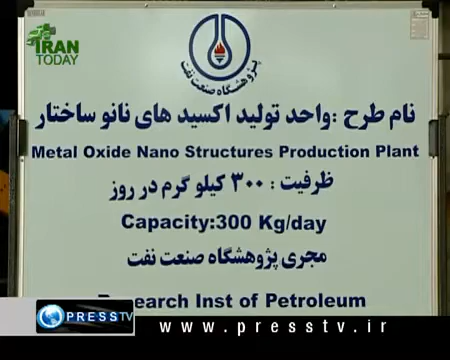 IRAN
TODAY
پژوهشگاه صنعت نفت
نام طرح :واحد تولید اکسید های نانو ساختار
Metal Oxide Nano Structures Production Plant
ظرفیت : ۳۰۰ کیلو گرم در روز
Capacity:300 Kg/day
مجری پژوهشگاه صنعت نفت
Research Inst of Petroleum
PRESSTV
www.presstv.ir